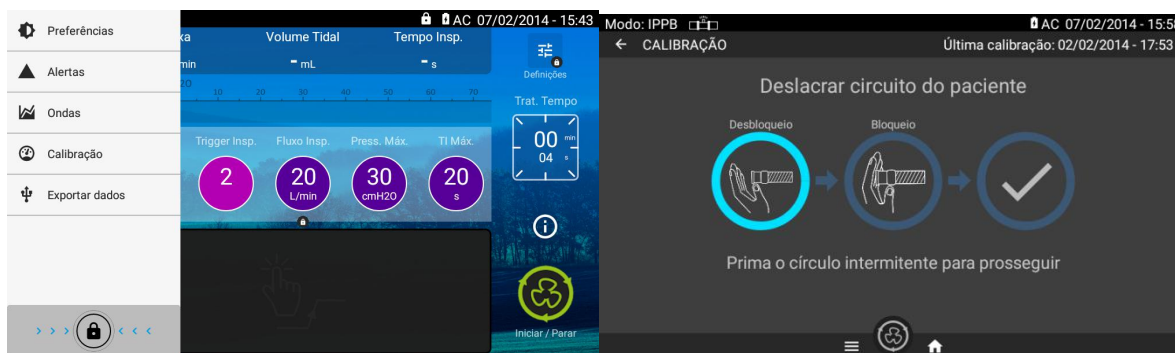 AC 07/02/2014 - 15:43
Preferências
Alertas
Ondas
Calibração
Exportar dados
xa
Volume Tidal
Tempo Insp.
min
- mL
- s
20
10 20 30 40 50 60 70
Trigger Insp.
Fluxo Insp.
Press. Máx.
TI Máx.
2
20
L/min
30
cmH2O
20
s
Definições
Trat. Tempo
00 min
04 s
Iniciar / Parar
Modo: IPPB
AC 07/02/2014 - 15:5
CALIBRAÇÃO
Última calibração: 02/02/2014 - 17:53
Deslacrar circuito do paciente
Desbloqueio
Bloqueio
Prima o círculo intermitente para prosseguir